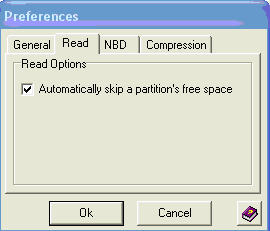 Preferences
General Read NBD Compression
Read Options
Automatically skip a partition's free space
Ok Cancel